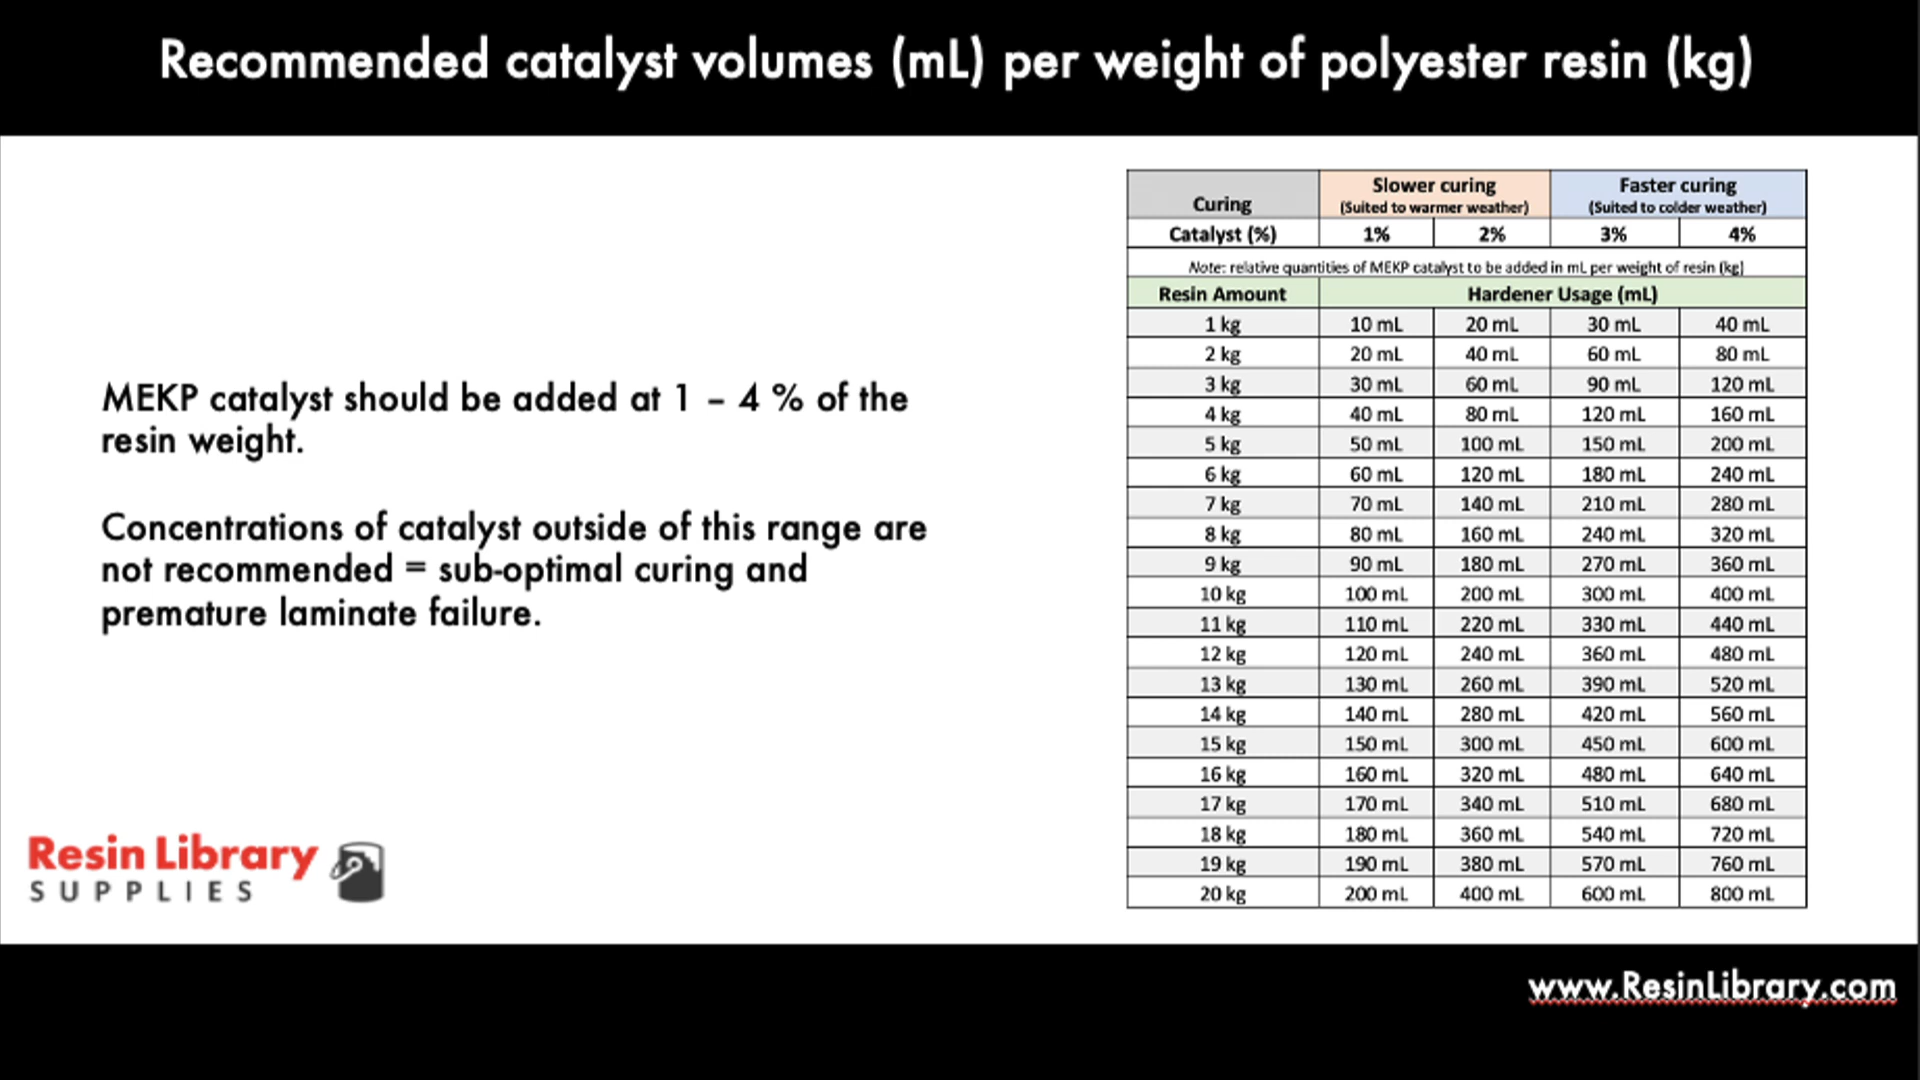 Recommended catalyst volumes (mL) per weight of polyester resin (kg)
MEKP catalyst should be added at 1 – 4 % of the
resin weight.
Concentrations of catalyst outside of this range are
not recommended = sub-optimal curing and
premature laminate failure.
Resin Library
SUPPLIES
Curing Slower curing Faster curing
(Suited to warmer weather) (Suited to colder weather)
Catalyst (%) 1% 2% 3% 4%
Note: relative quantities of MEKP catalyst to be added in mL per weight of resin (kg)
Resin Amount Hardener Usage (mL)
1 kg 10 mL 20 mL 30 mL 40 mL
2 kg 20 mL 40 mL 60 mL 80 mL
3 kg 30 mL 60 mL 90 mL 120 mL
4 kg 40 mL 80 mL 120 mL 160 mL
5 kg 50 mL 100 mL 150 mL 200 mL
6 kg 60 mL 120 mL 180 mL 240 mL
7 kg 70 mL 140 mL 210 mL 280 mL
8 kg 80 mL 160 mL 240 mL 320 mL
9 kg 90 mL 180 mL 270 mL 360 mL
10 kg 100 mL 200 mL 300 mL 400 mL
11 kg 110 mL 220 mL 330 mL 440 mL
12 kg 120 mL 240 mL 360 mL 480 mL
13 kg 130 mL 260 mL 390 mL 520 mL
14 kg 140 mL 280 mL 420 mL 560 mL
15 kg 150 mL 300 mL 450 mL 600 mL
16 kg 160 mL 320 mL 480 mL 640 mL
17 kg 170 mL 340 mL 510 mL 680 mL
18 kg 180 mL 360 mL 540 mL 720 mL
19 kg 190 mL 380 mL 570 mL 760 mL
20 kg 200 mL 400 mL 600 mL 800 mL
www.ResinLibrary.com